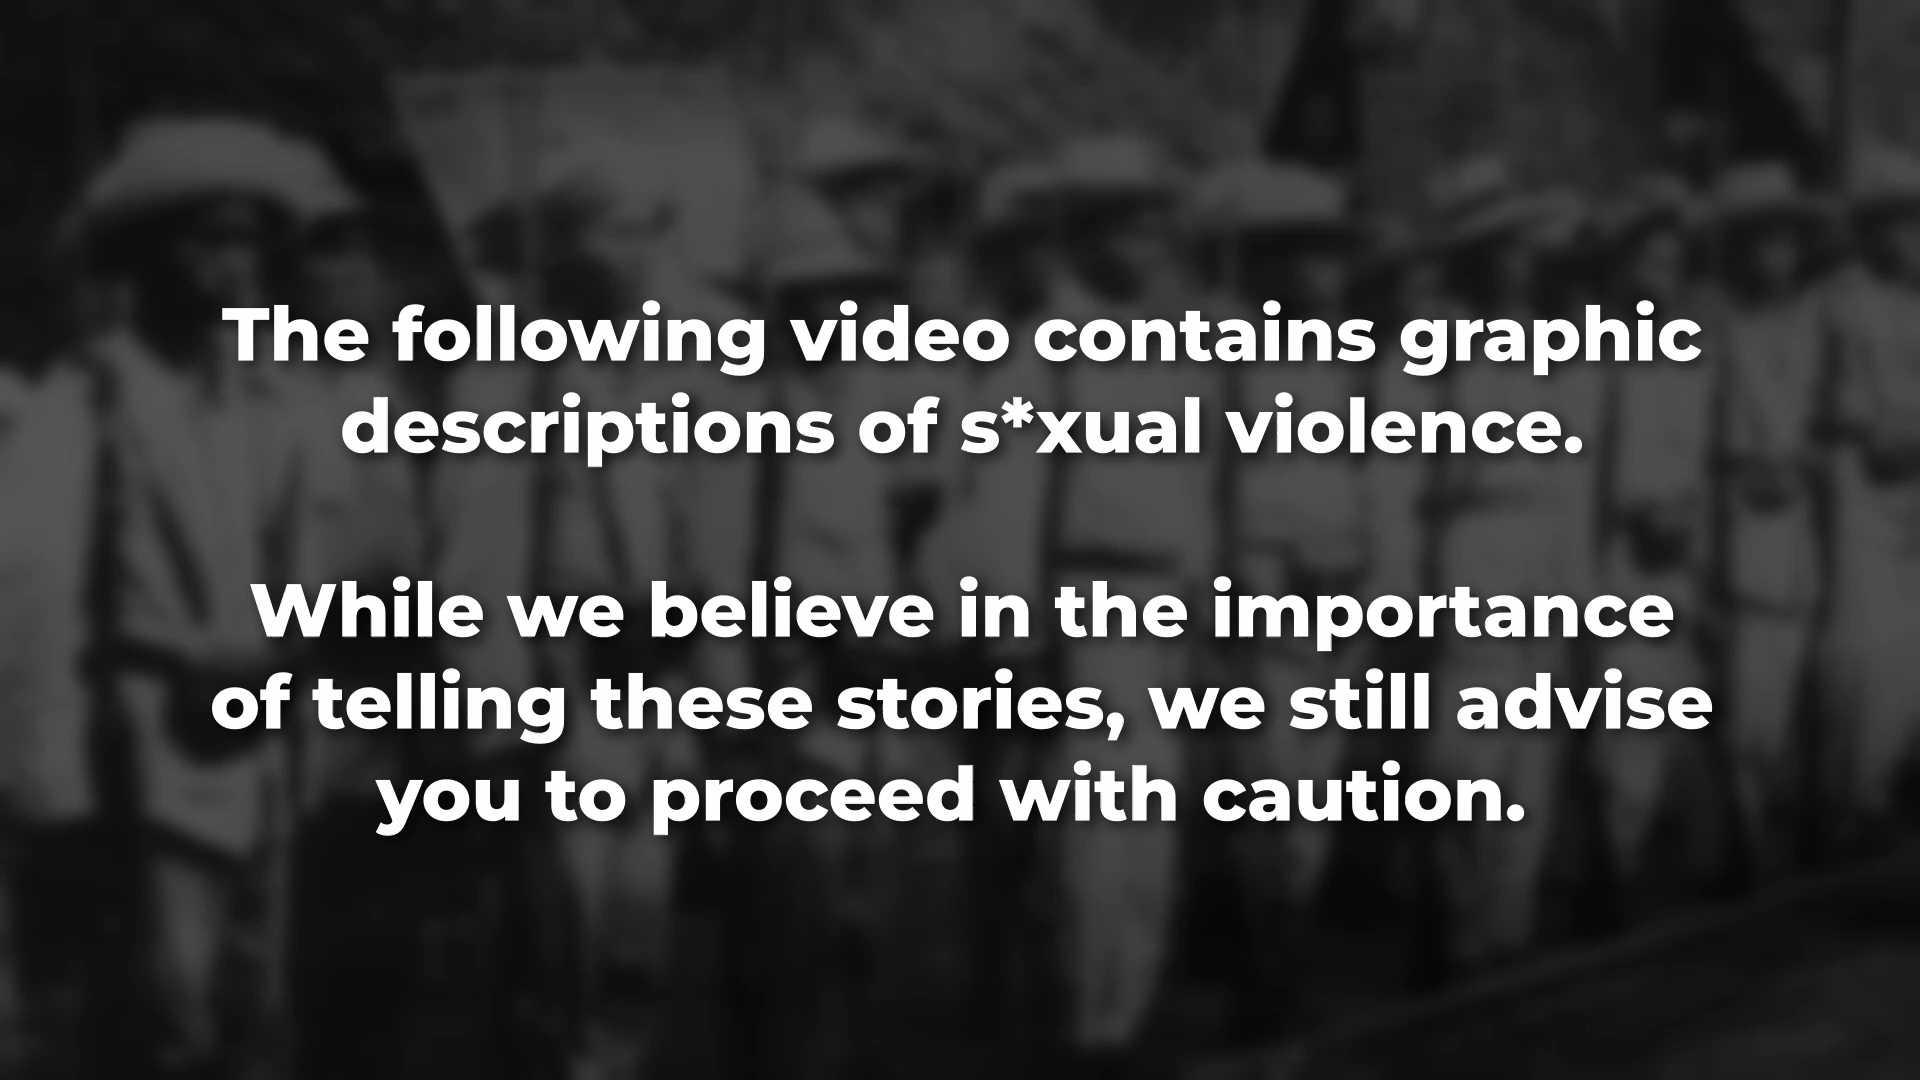 The following video contains graphic
descriptions of s*xual violence.
While we believe in the importance
of telling these stories, we still advise
you to proceed with caution.